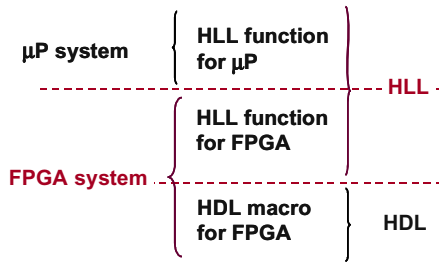 μP system
HLL function
for μP
HLL
HLL function
for FPGA
FPGA system
HDL macro
for FPGA
HDL